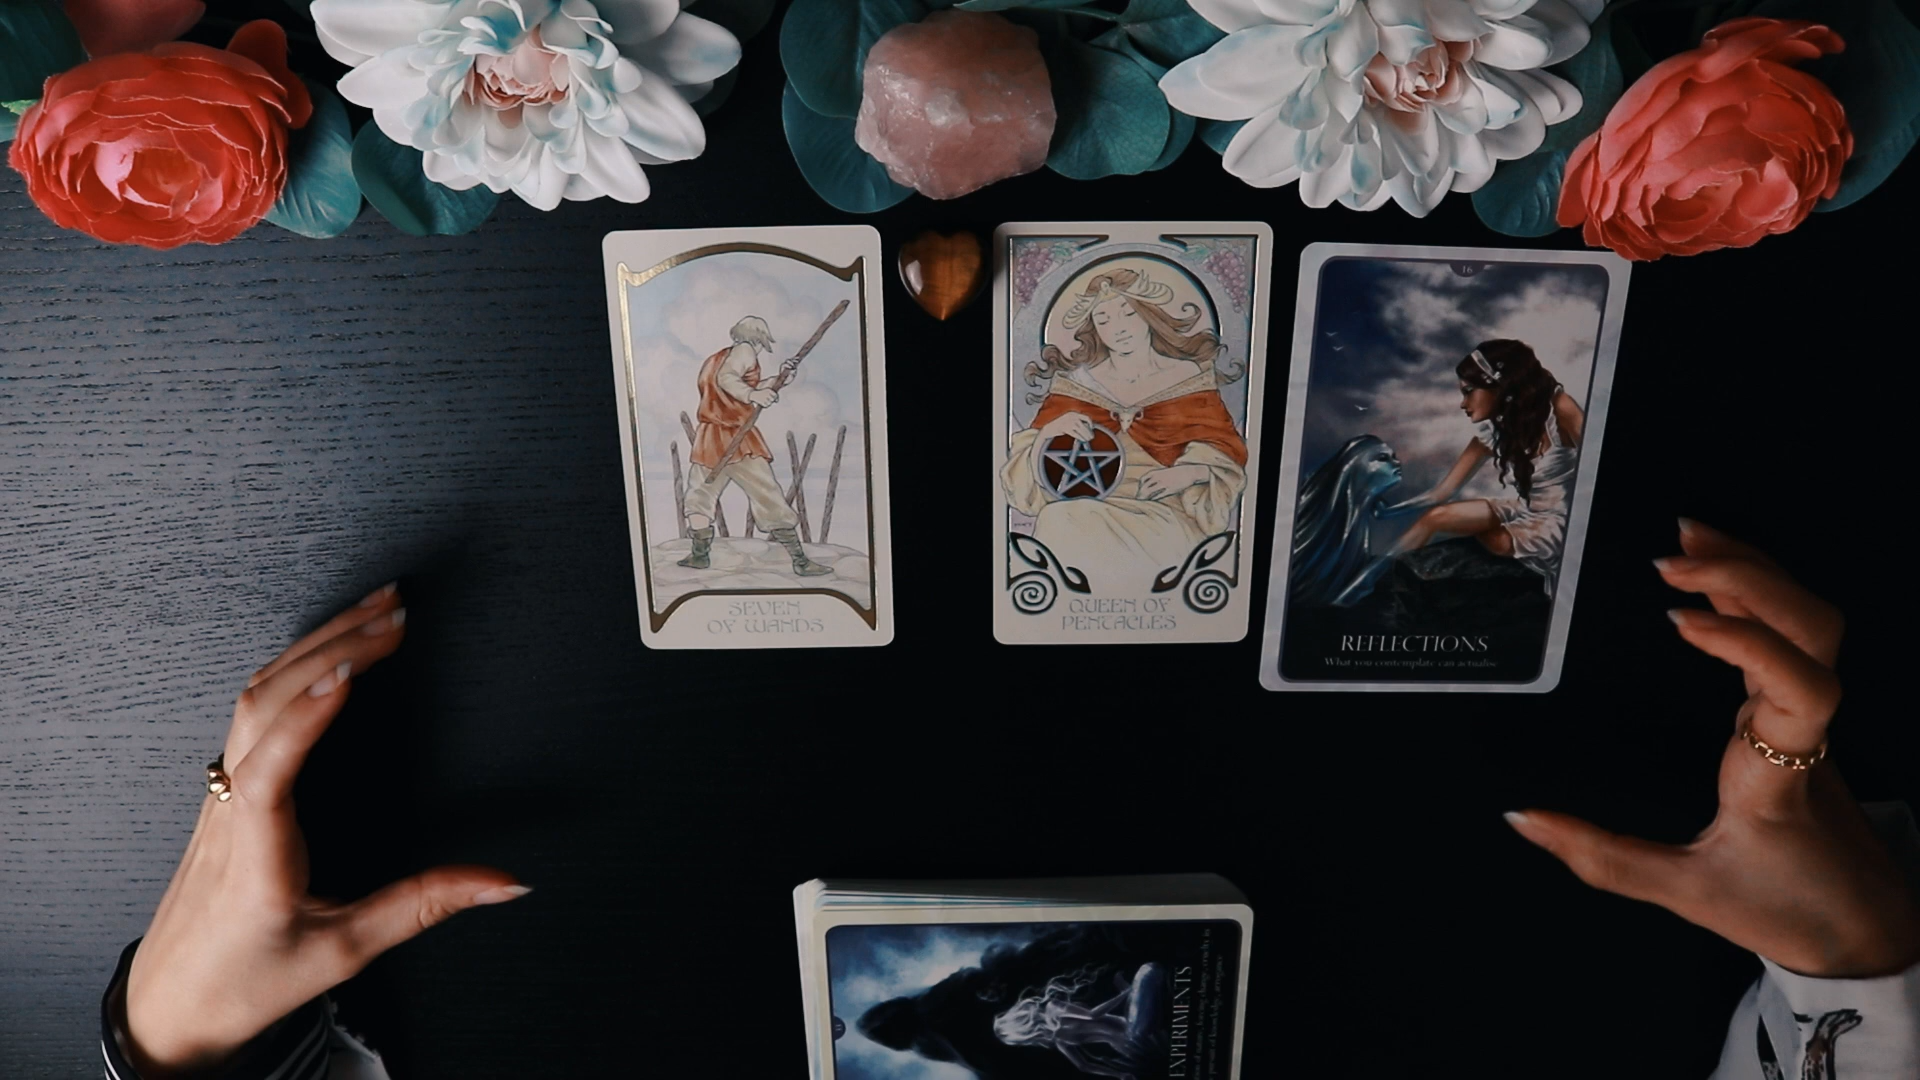 SEVEN
OF WANDS
QUEEN OF
PENTACLES
16
REFLECTIONS
What you contemplate can actualise
EXPERIMENTS